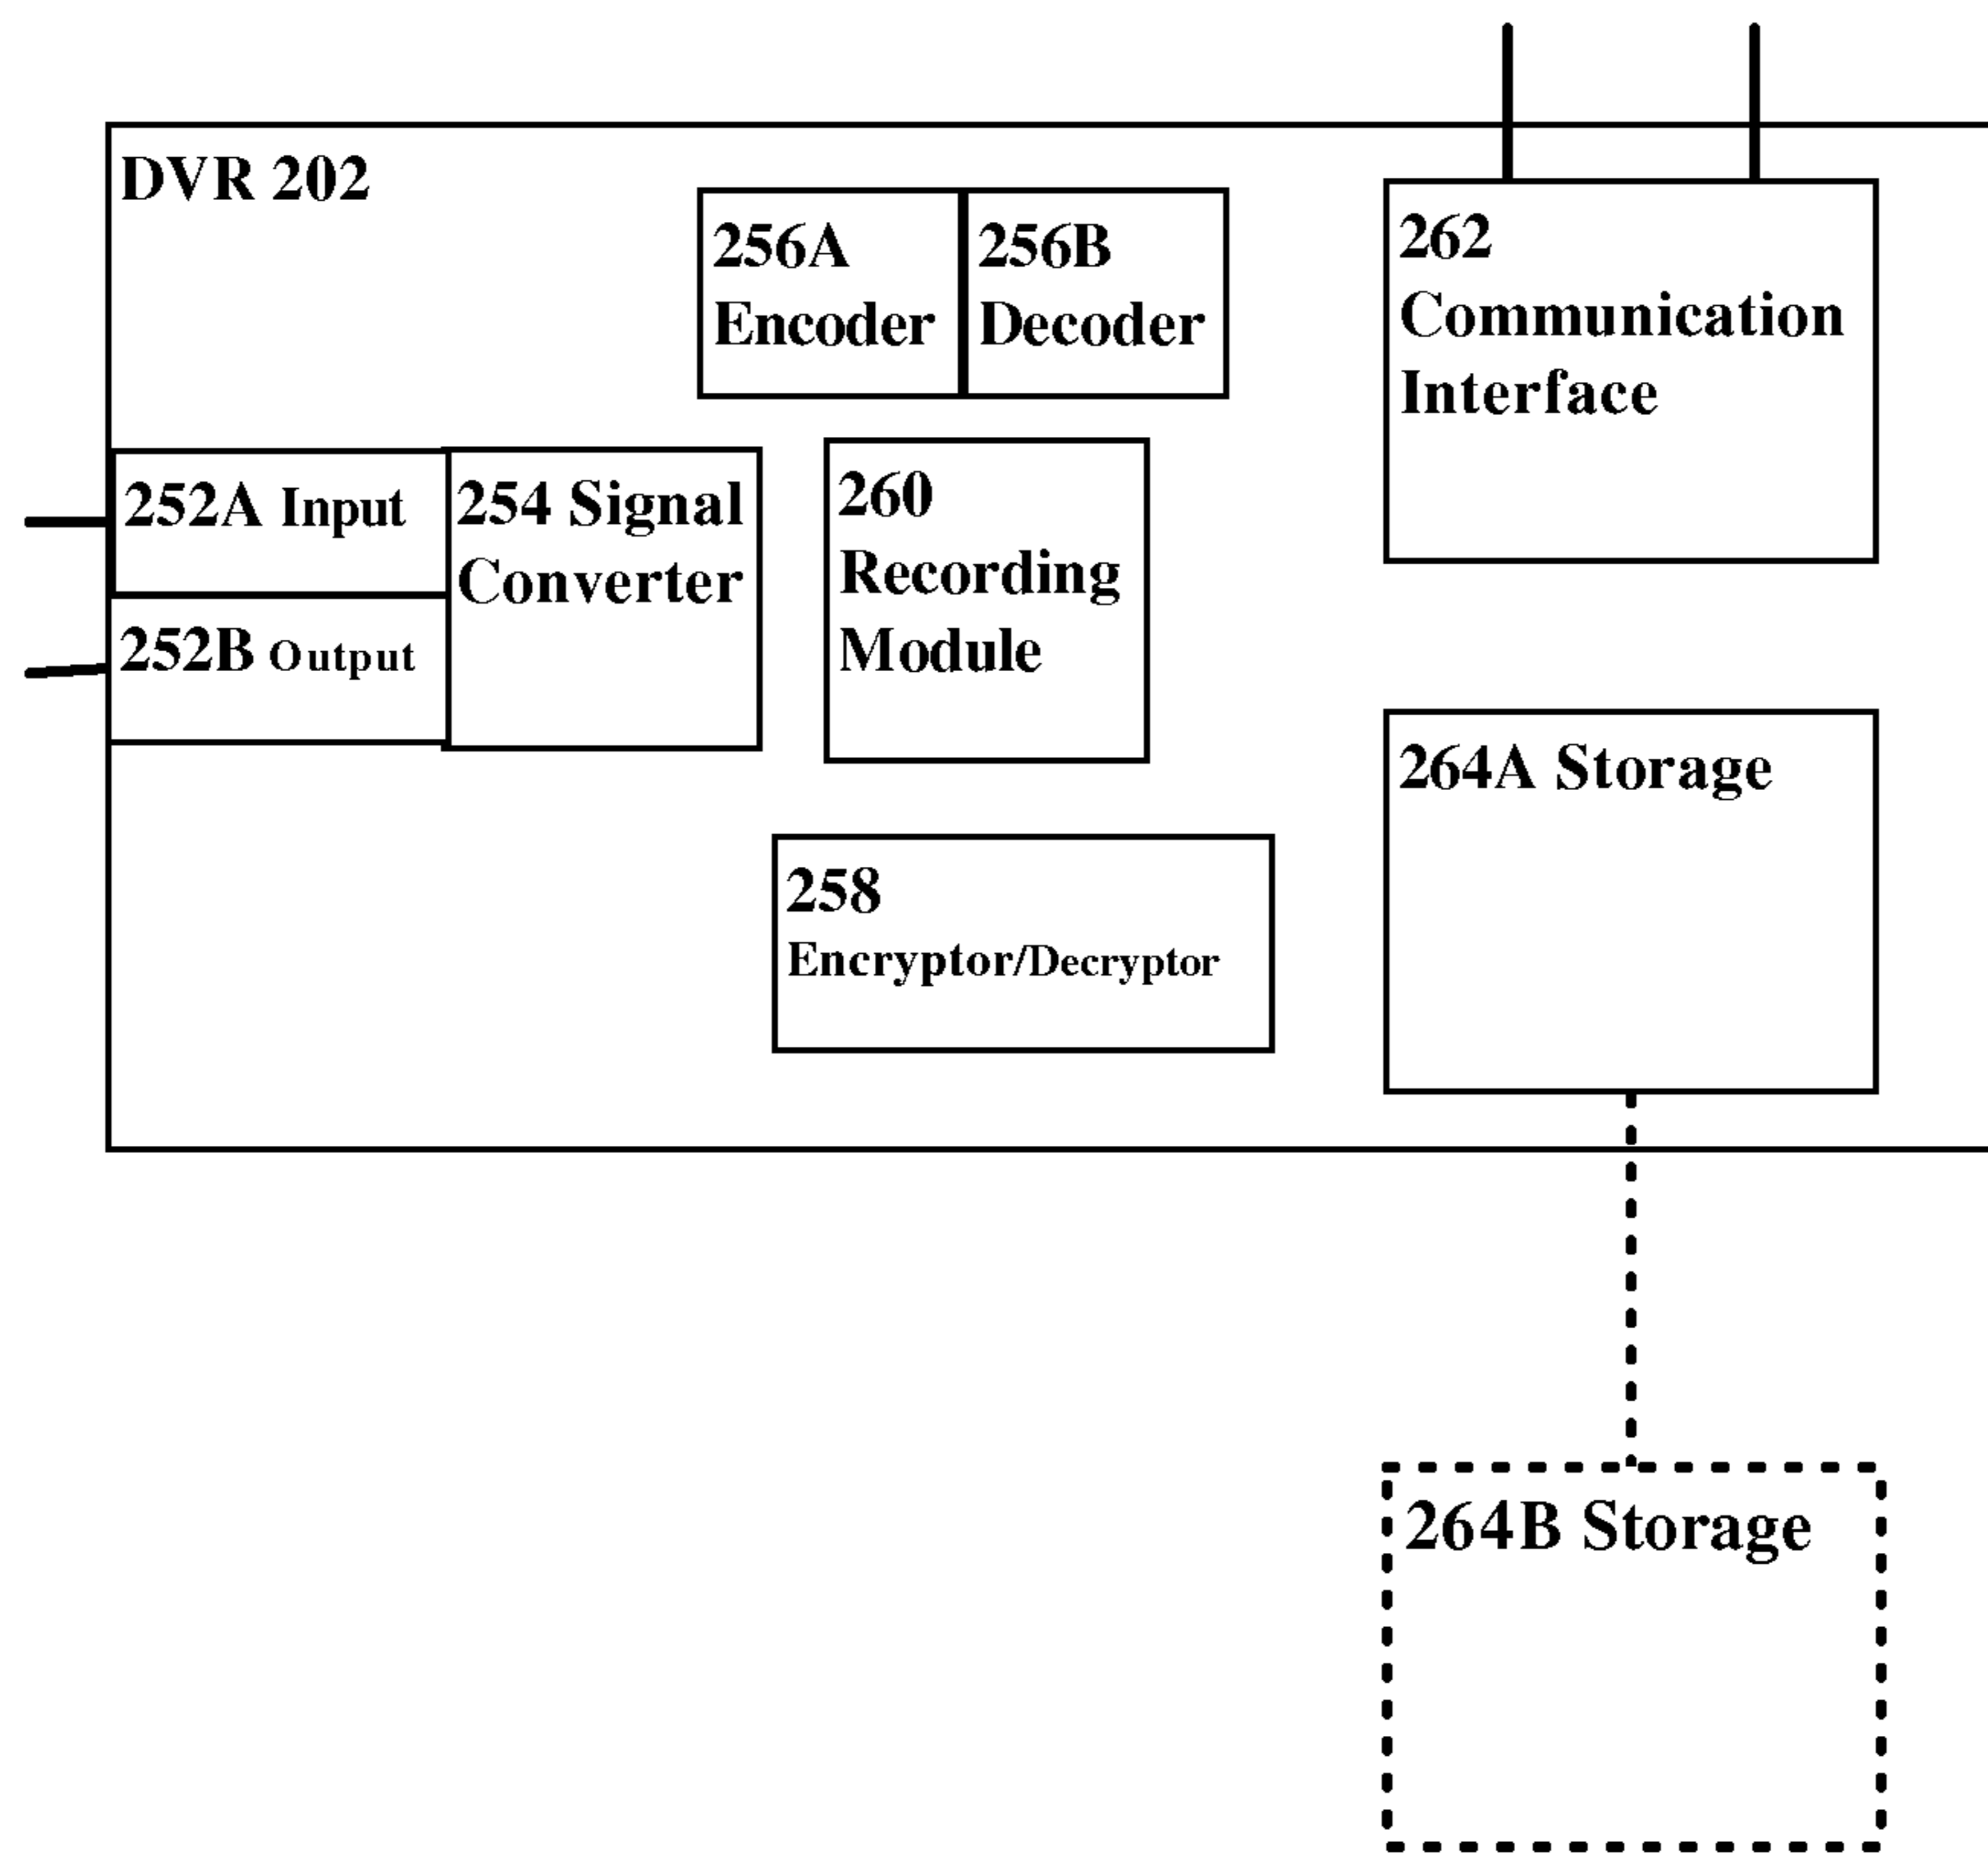 DVR 202
256A
Encoder
256B
Decoder
262
Communication
Interface
252A Input
252B Output
254 Signal
Converter
260
Recording
Module
264A Storage
258
Encryptor/Decryptor
264B Storage